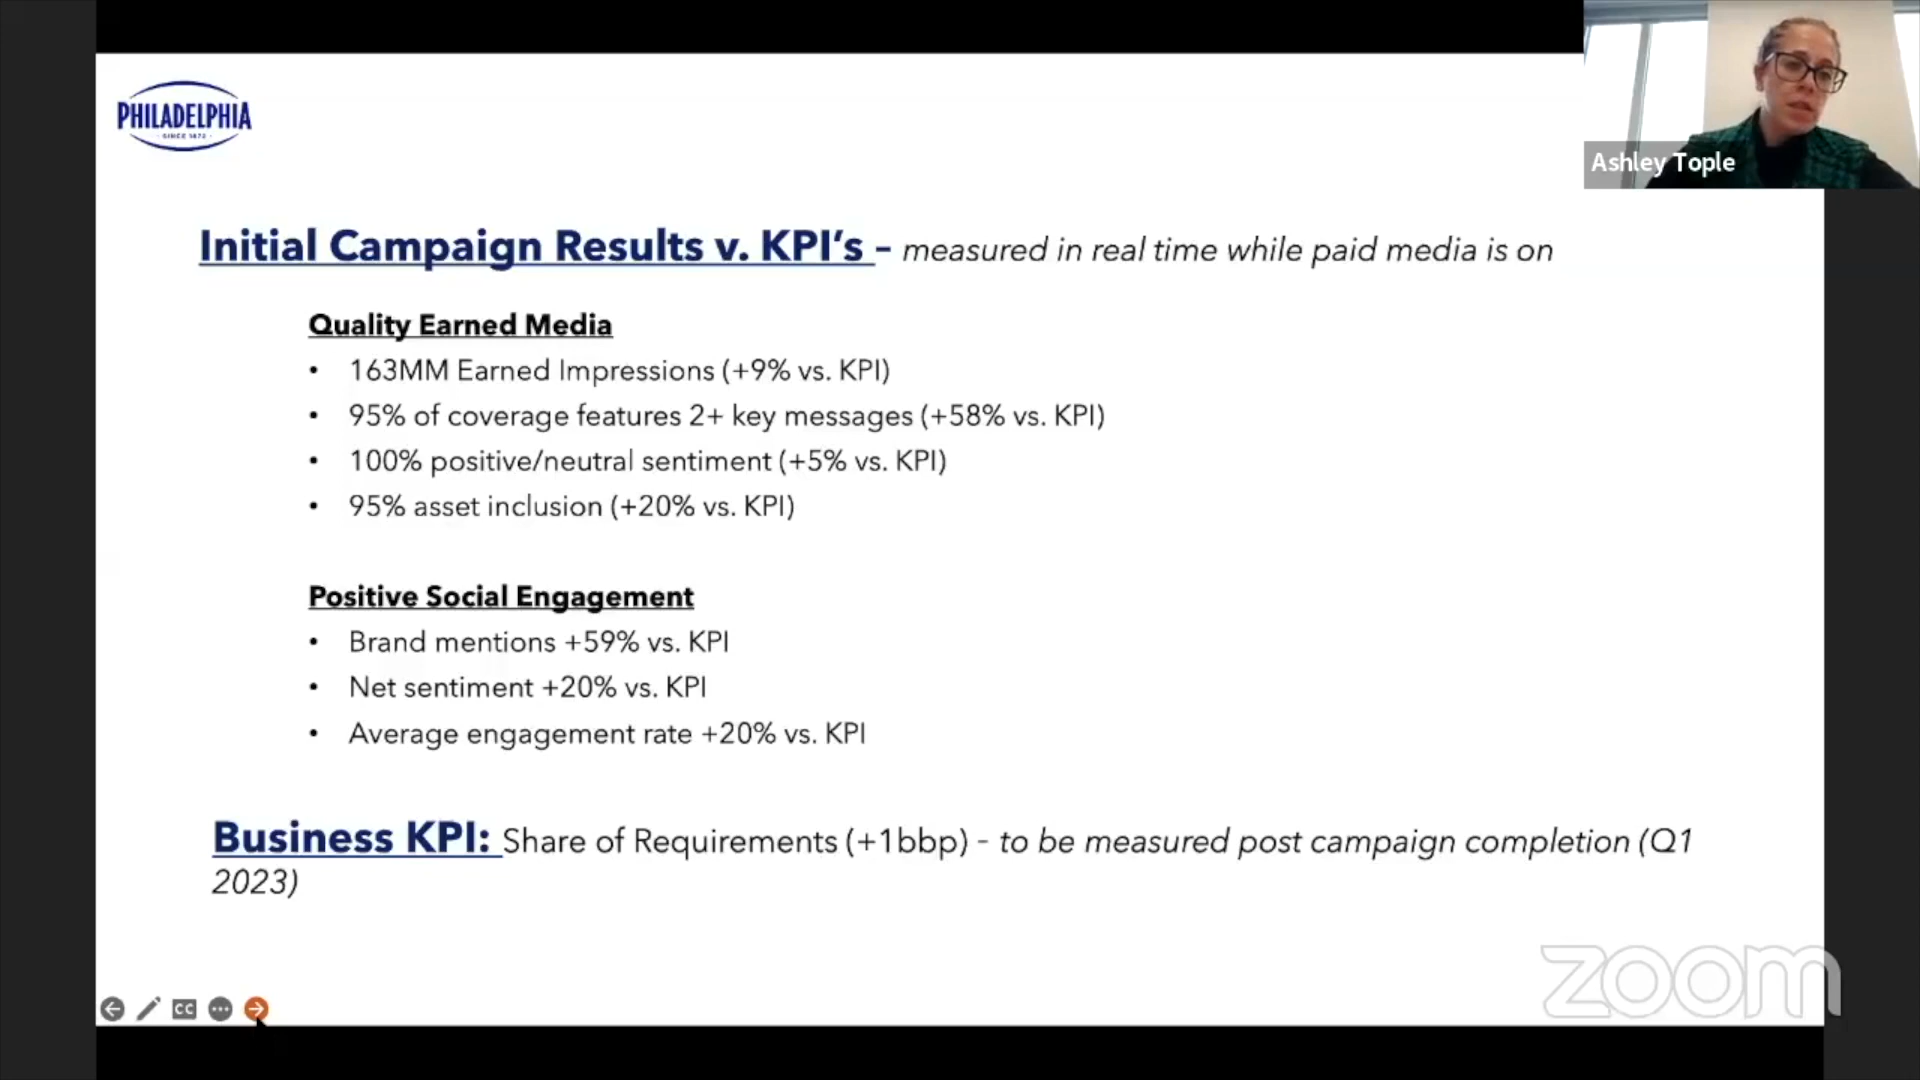 PHILADELPHIA
SINCE 1872
Ashley Tople
Initial Campaign Results v. KPI’s – measured in real time while paid media is on
Quality Earned Media
• 163MM Earned Impressions (+9% vs. KPI)
• 95% of coverage features 2+ key messages (+58% vs. KPI)
• 100% positive/neutral sentiment (+5% vs. KPI)
• 95% asset inclusion (+20% vs. KPI)
Positive Social Engagement
• Brand mentions +59% vs. KPI
• Net sentiment +20% vs. KPI
• Average engagement rate +20% vs. KPI
Business KPI: Share of Requirements (+1bbp) - to be measured post campaign completion (Q1
2023)
CC
zoom